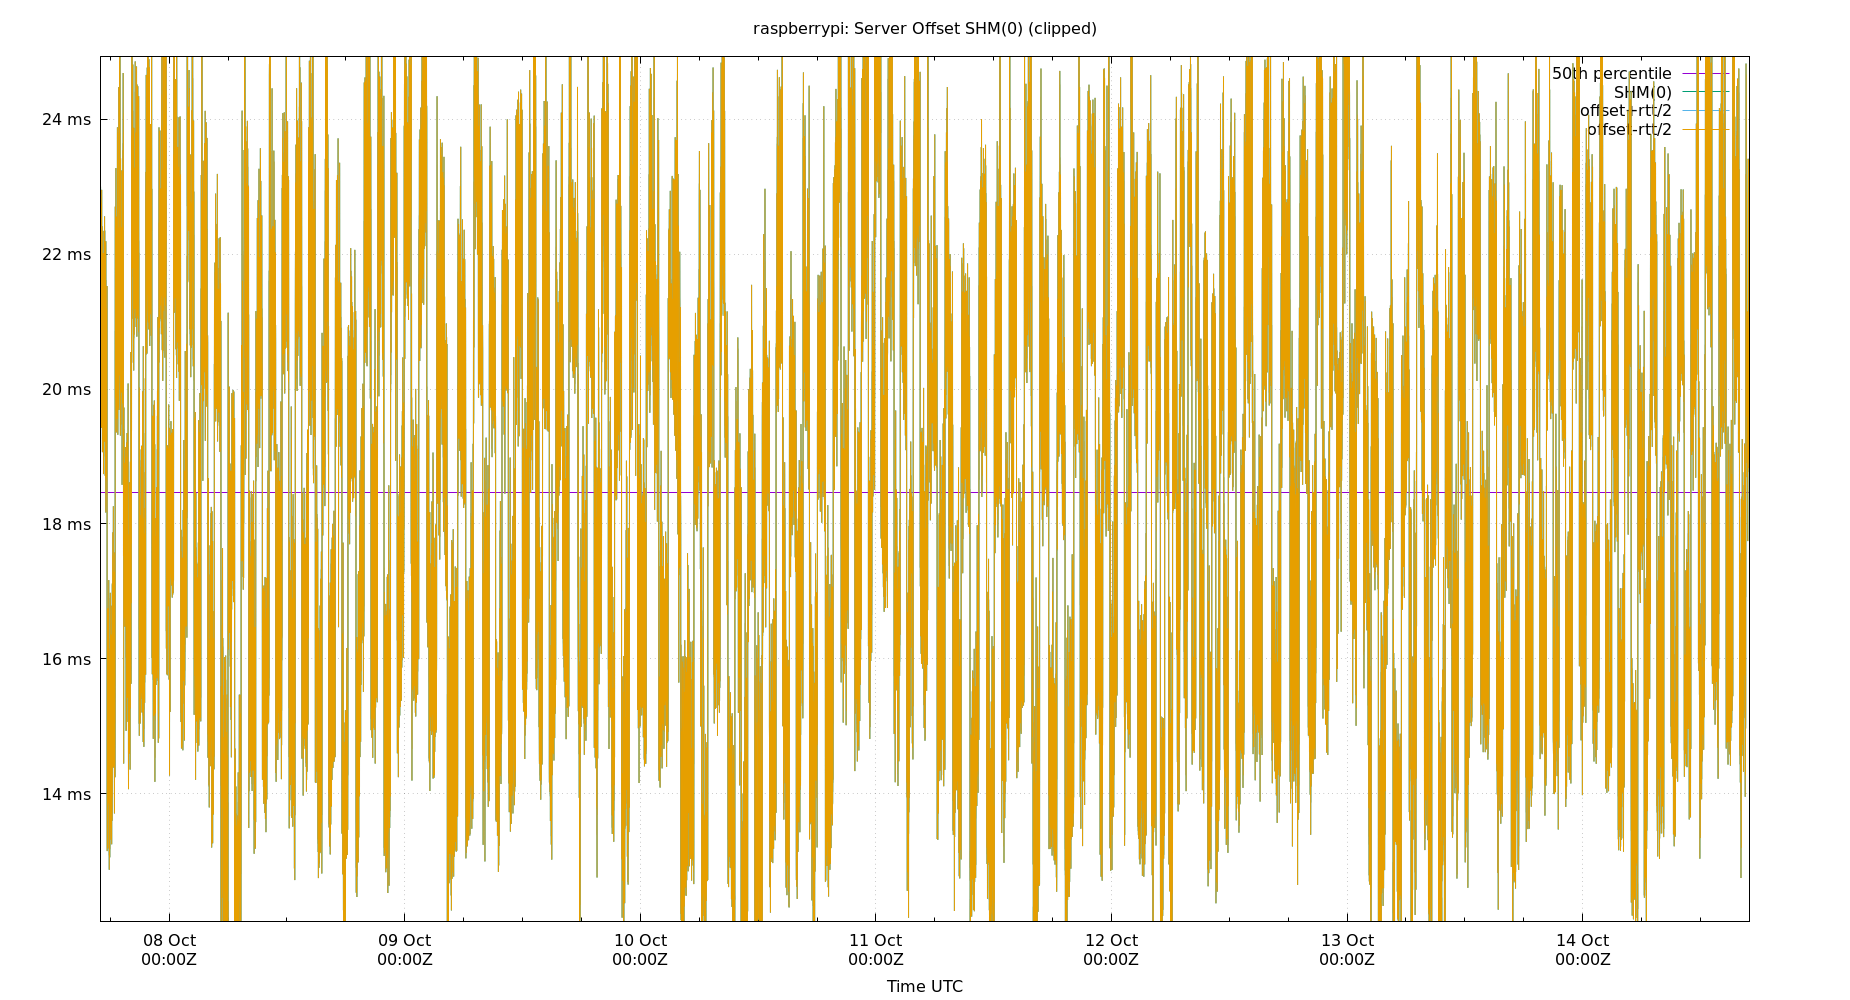 raspberrypi: Server Offset SHM(0) (clipped)
50th percentile
SHM(0)
offset+rtt/2
offset-rtt/2
24 ms
22 ms
20 ms
18 ms
16 ms
14 ms
08 Oct 09 Oct 10 Oct 11 Oct 12 Oct 13 Oct 14 Oct
00:00Z 00:00Z 00:00Z 00:00Z 00:00Z 00:00Z 00:00Z
Time UTC